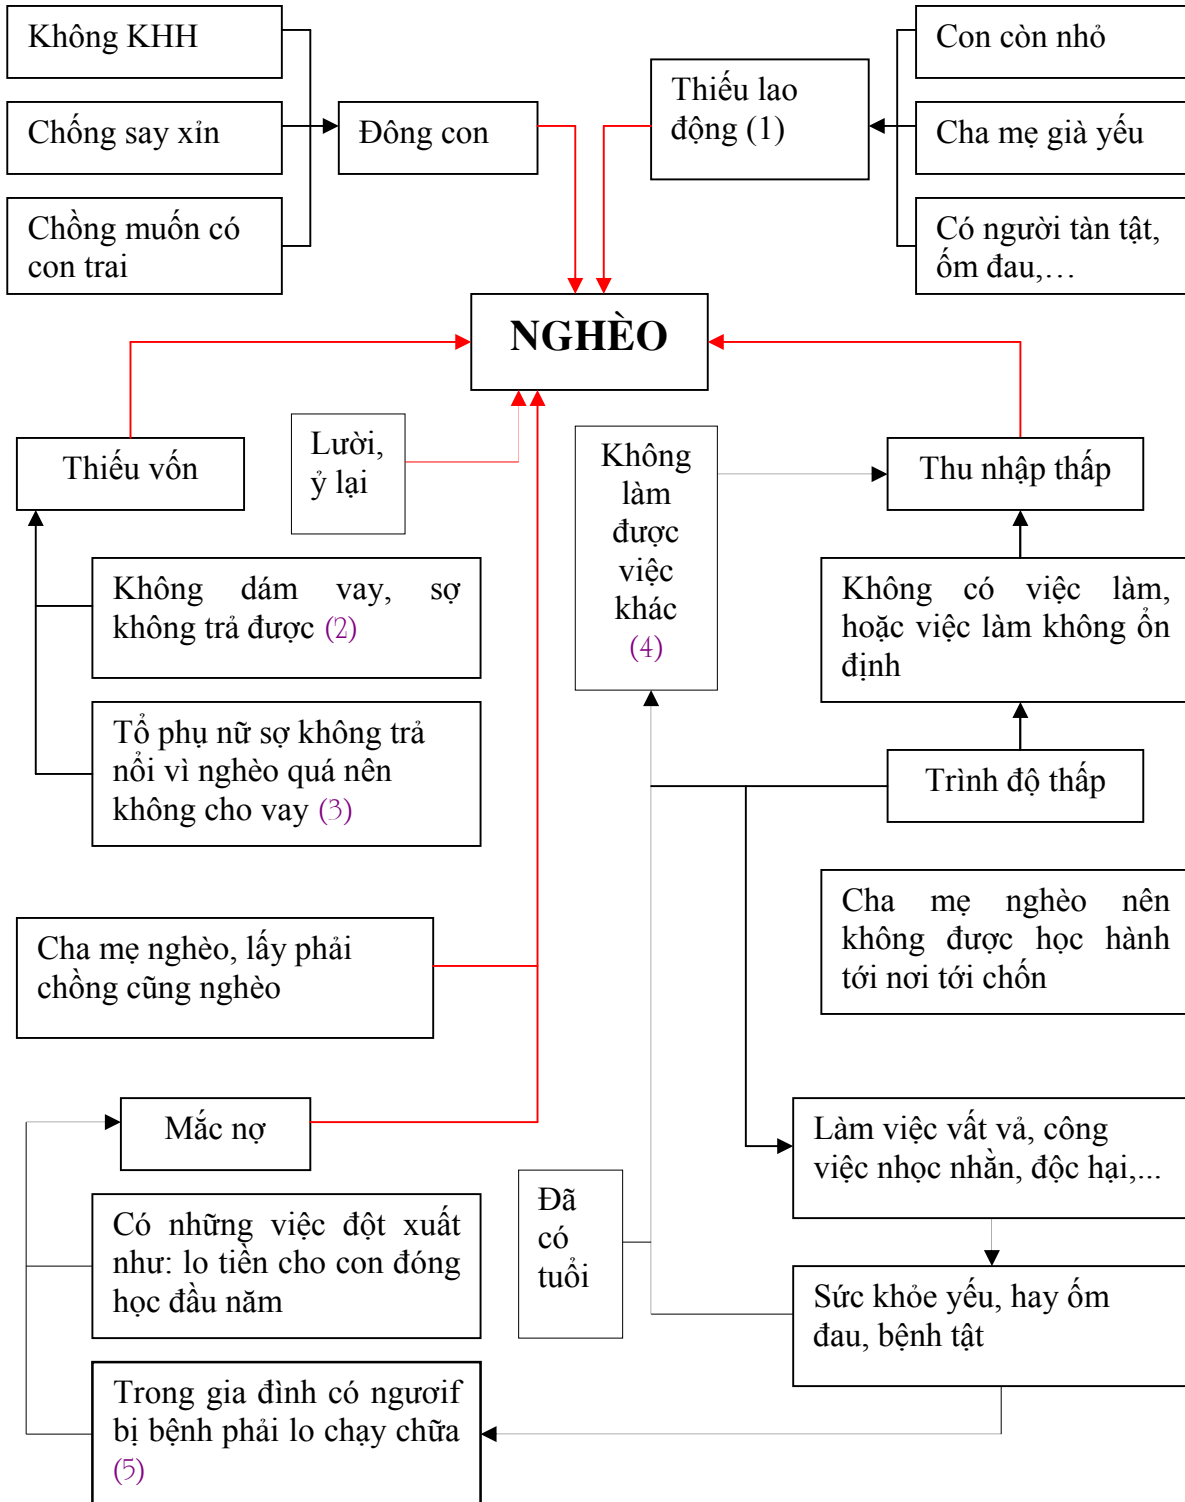 Không KHH
Chống say xỉn
Chồng muốn có
con trai
Đông con
Thiếu lao
động (1)
Con còn nhỏ
Cha mẹ già yếu
Có người tàn tật,
ốm đau,…
NGHÈO
Thiếu vốn
Lười,
ỷ lại
Không
làm
được
việc
khác
(4)
Thu nhập thấp
Không dám vay, sợ
không trả được (2)
Không có việc làm,
hoặc việc làm không ổn
định
Tổ phụ nữ sợ không trả
nổi vì nghèo quá nên
không cho vay (3)
Trình độ thấp
Cha mẹ nghèo nên
không được học hành
tới nơi tới chốn
Cha mẹ nghèo, lấy phải
chồng cũng nghèo
Mắc nợ
Làm việc vất vả, công
việc nhọc nhằn, độc hại,...
Có những việc đột xuất
như: lo tiền cho con đóng
học đầu năm
Đã
có
tuổi
Sức khỏe yếu, hay ốm
đau, bệnh tật
Trong gia đình có ngươif
bị bệnh phải lo chạy chữa
(5)